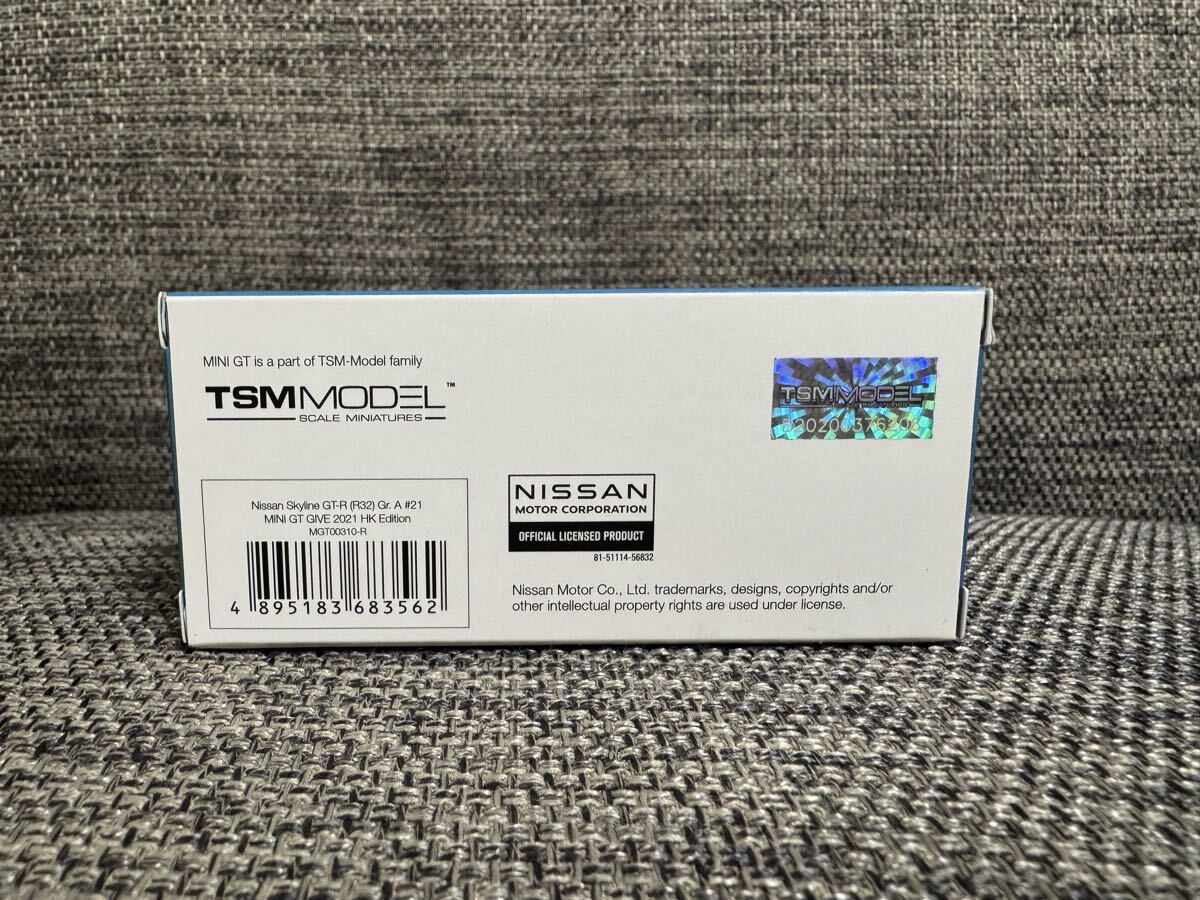 MINI GT is a part of TSM-Model family
TSMMODEL™
SCALE MINIATURES
TSMMODEL
Nissan Skyline GT-R (R32) Gr. A #21
MINI GT GIVE 2021 HK Edition
MGT00310-R
4 895183 683562
NISSAN
MOTOR CORPORATION
OFFICIAL LICENSED PRODUCT
81-51114-56832
Nissan Motor Co., Ltd. trademarks, designs, copyrights and/or
other intellectual property rights are used under license.